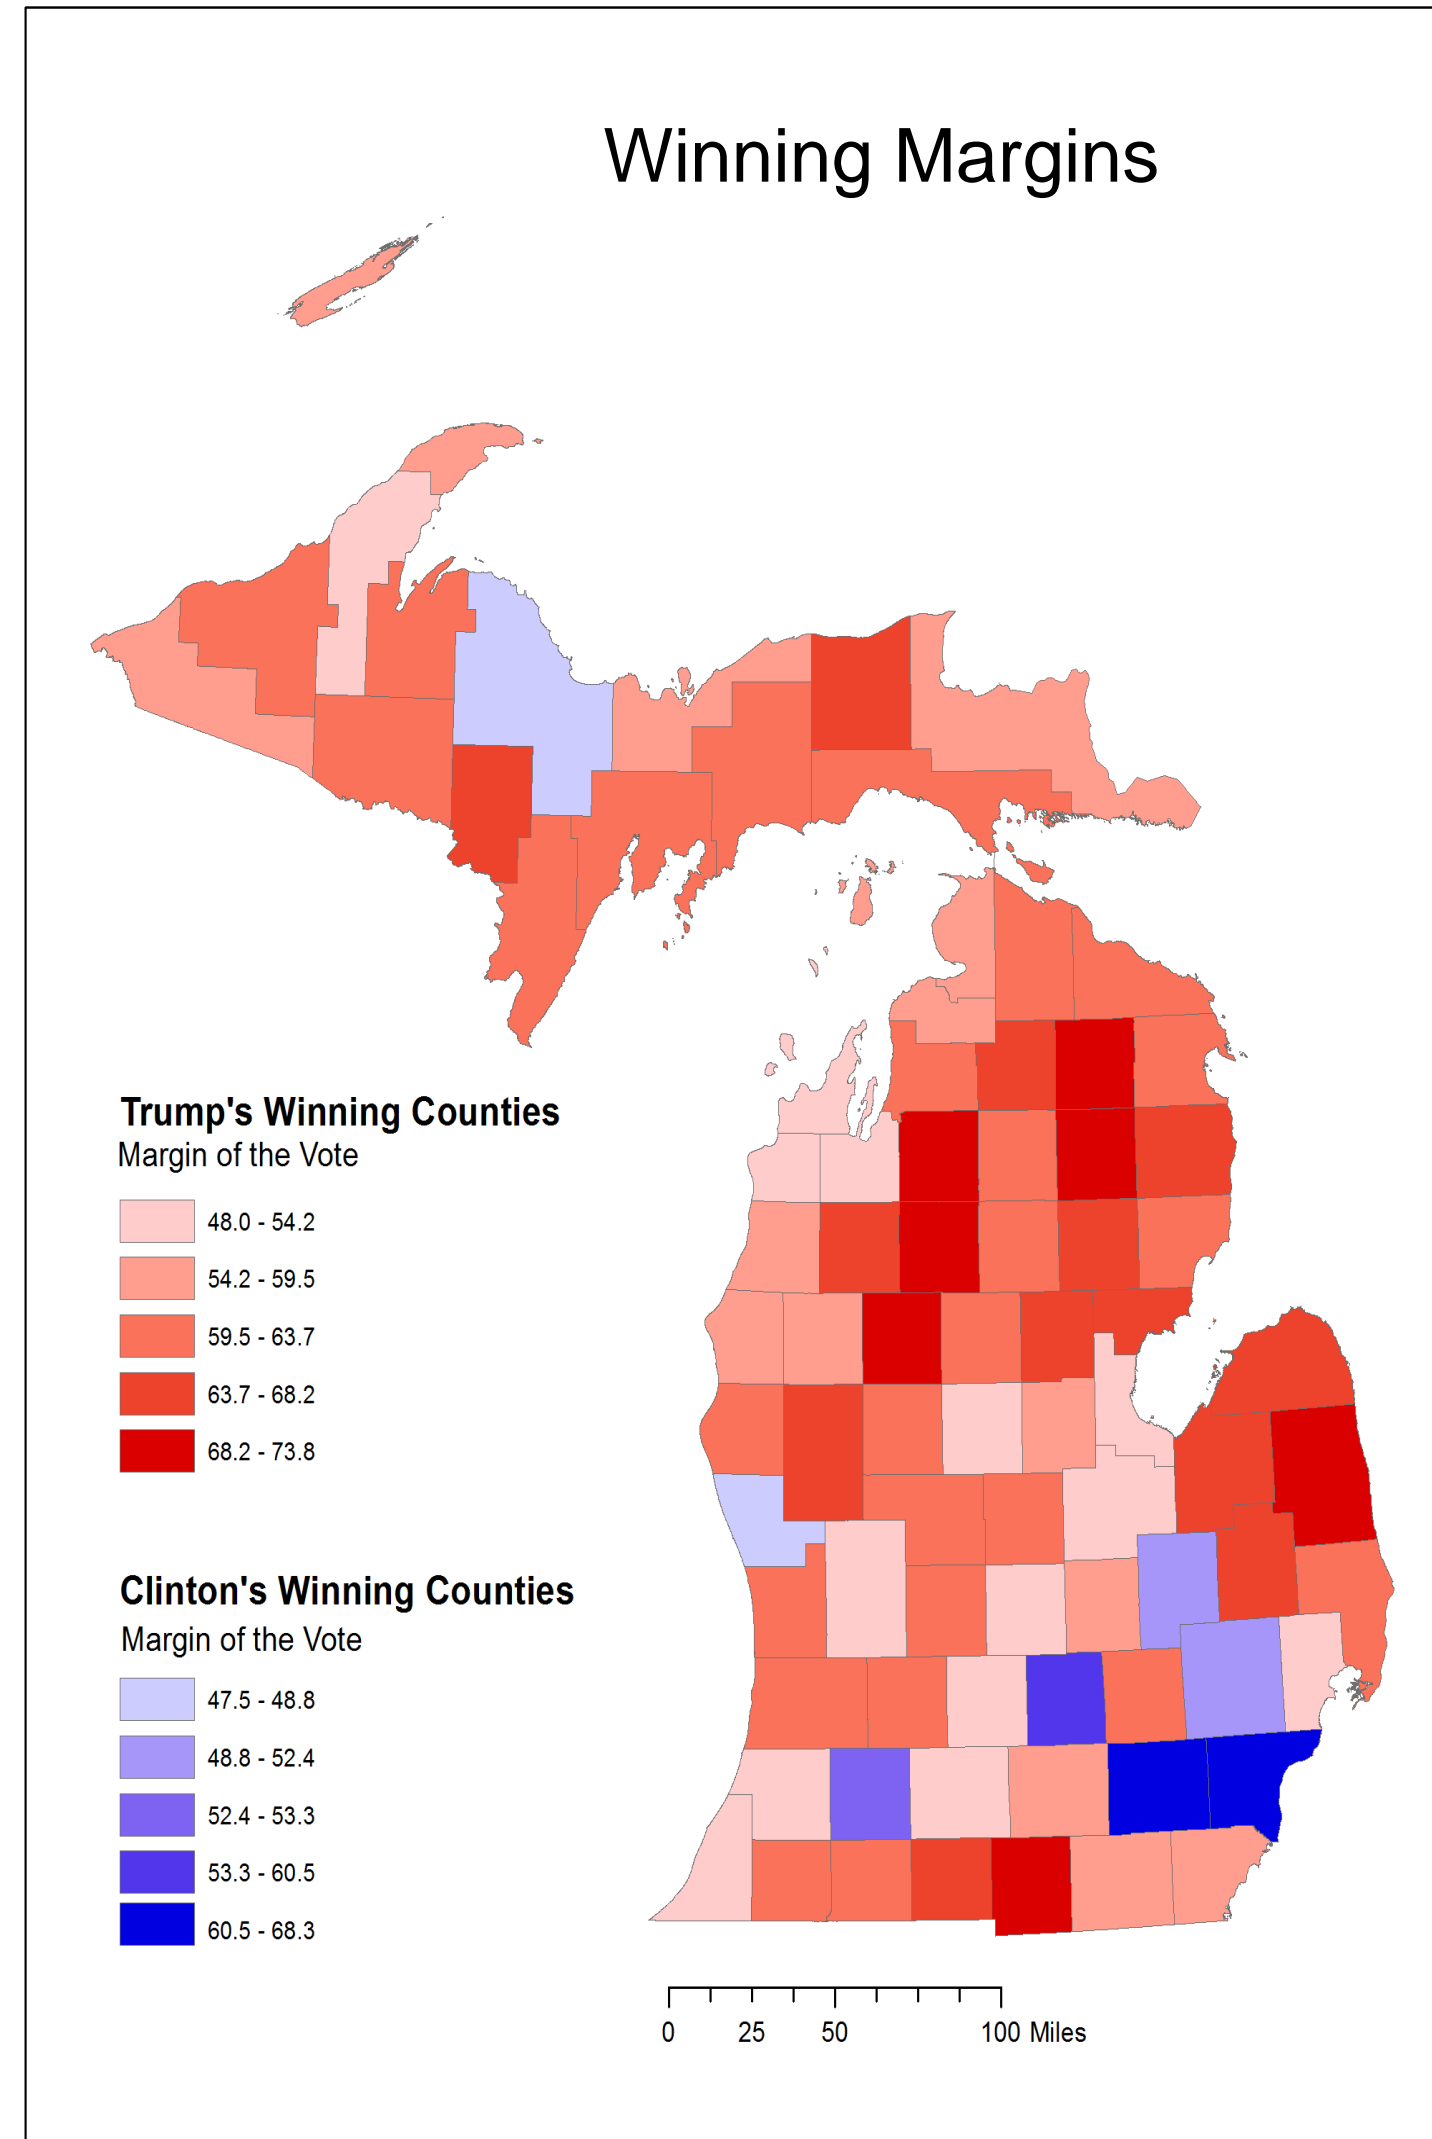 Winning Margins
Trump's Winning Counties
Margin of the Vote
48.0 - 54.2
54.2 - 59.5
59.5 - 63.7
63.7 - 68.2
68.2 - 73.8
Clinton's Winning Counties
Margin of the Vote
47.5 - 48.8
48.8 - 52.4
52.4 - 53.3
53.3 - 60.5
60.5 - 68.3
0 25 50 100 Miles